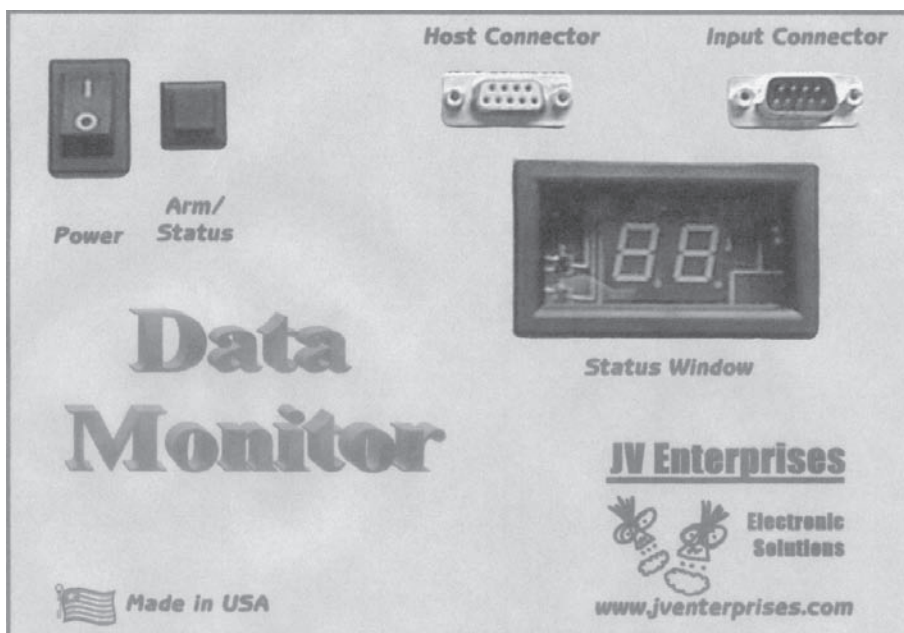 Host Connector
Input Connector
Power
Arm/
Status
88
Status Window
Data
Monitor
JV Enterprises
Electronic
Solutions
www.jventerprises.com
Made in USA